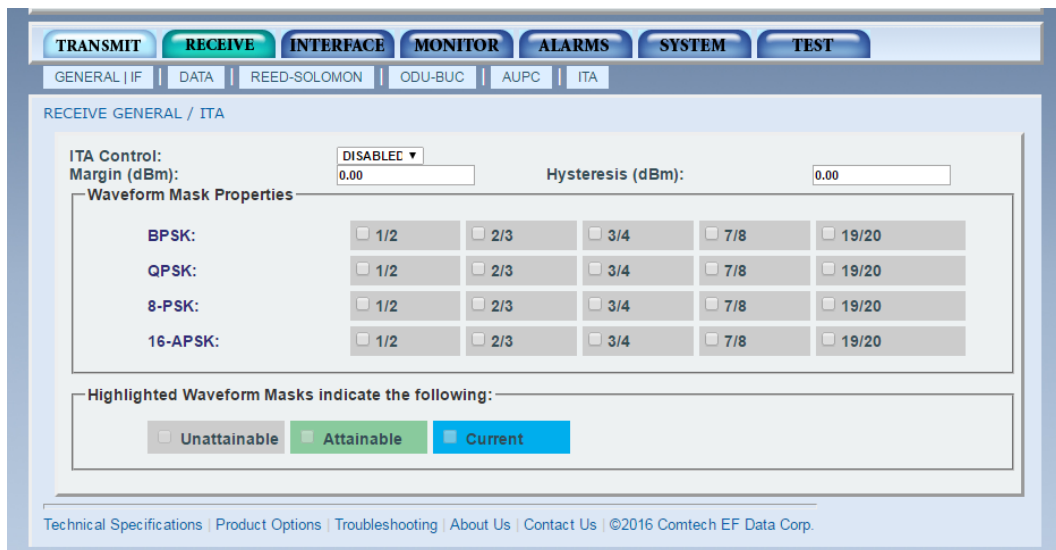 TRANSMIT RECEIVE INTERFACE MONITOR ALARMS SYSTEM TEST
GENERAL | IF DATA REED-SOLOMON ODU-BUC AUPC ITA
RECEIVE GENERAL / ITA
ITA Control: DISABLED
Margin (dBm): 0.00 Hysteresis (dBm): 0.00
Waveform Mask Properties
BPSK: 1/2 2/3 3/4 7/8 19/20
QPSK: 1/2 2/3 3/4 7/8 19/20
8-PSK: 1/2 2/3 3/4 7/8 19/20
16-APSK: 1/2 2/3 3/4 7/8 19/20
Highlighted Waveform Masks indicate the following:
Unattainable Attainable Current
Technical Specifications | Product Options | Troubleshooting | About Us | Contact Us | ©2016 Comtech EF Data Corp.